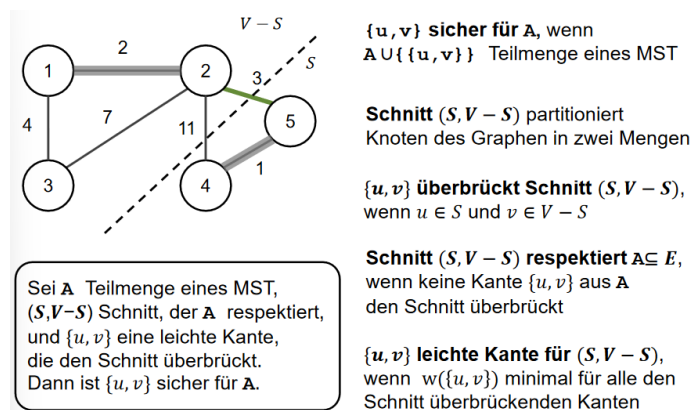 V − S
S
2
1
2
3
4
7
11
5
3
4
1
Sei A Teilmenge eines MST,
(S,V−S) Schnitt, der A respektiert,
und {u, v} eine leichte Kante,
die den Schnitt überbrückt.
Dann ist {u, v} sicher für A.
{u,v} sicher für A, wenn
A∪{{u,v}} Teilmenge eines MST
Schnitt (S, V − S) partitioniert
Knoten des Graphen in zwei Mengen
{u, v} überbrückt Schnitt (S, V − S),
wenn u ∈ S und v ∈ V − S
Schnitt (S, V − S) respektiert A⊆ E,
wenn keine Kante {u, v} aus A
den Schnitt überbrückt
{u, v} leichte Kante für (S, V − S),
wenn w({u, v}) minimal für alle den
Schnitt überbrückenden Kanten